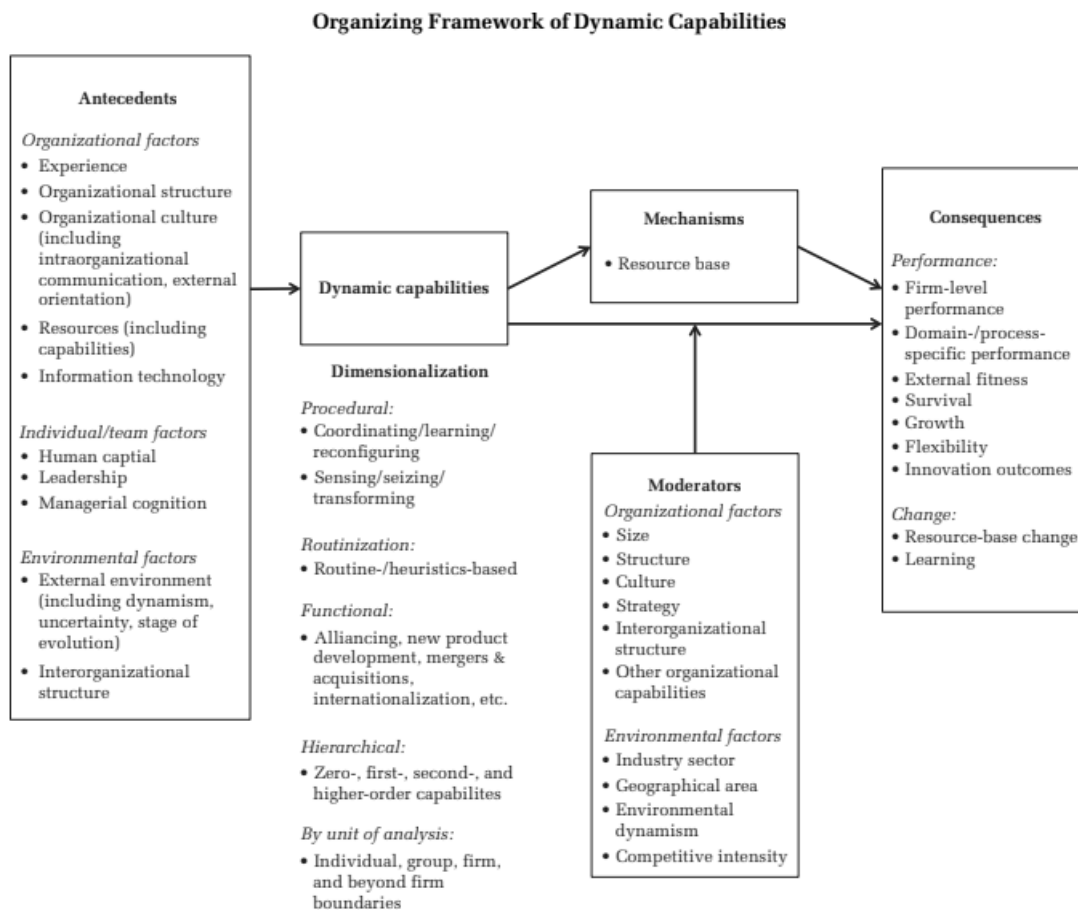 Organizing Framework of Dynamic Capabilities
Antecedents
Organizational factors
• Experience
• Organizational structure
• Organizational culture
(including
intraorganizational
communication, external
orientation)
• Resources (including
capabilities)
• Information technology
Individual/team factors
• Human captial
• Leadership
• Managerial cognition
Environmental factors
• External environment
(including dynamism,
uncertainty, stage of
evolution)
• Interorganizational
structure
Dynamic capabilities
Dimensionalization
Procedural:
• Coordinating/learning/
reconfiguring
• Sensing/seizing/
transforming
Routinization:
• Routine-/heuristics-based
Functional:
• Alliancing, new product
development, mergers &
acquisitions,
internationalization, etc.
Hierarchical:
• Zero-, first-, second-, and
higher-order capabilites
By unit of analysis:
• Individual, group, firm,
and beyond firm
boundaries
Mechanisms
• Resource base
Moderators
Organizational factors
• Size
• Structure
• Culture
• Strategy
• Interorganizational
structure
• Other organizational
capabilities
Environmental factors
• Industry sector
• Geographical area
• Environmental
dynamism
• Competitive intensity
Consequences
Performance:
• Firm-level
performance
• Domain-/process-
specific performance
• External fitness
• Survival
• Growth
• Flexibility
• Innovation outcomes
Change:
• Resource-base change
• Learning